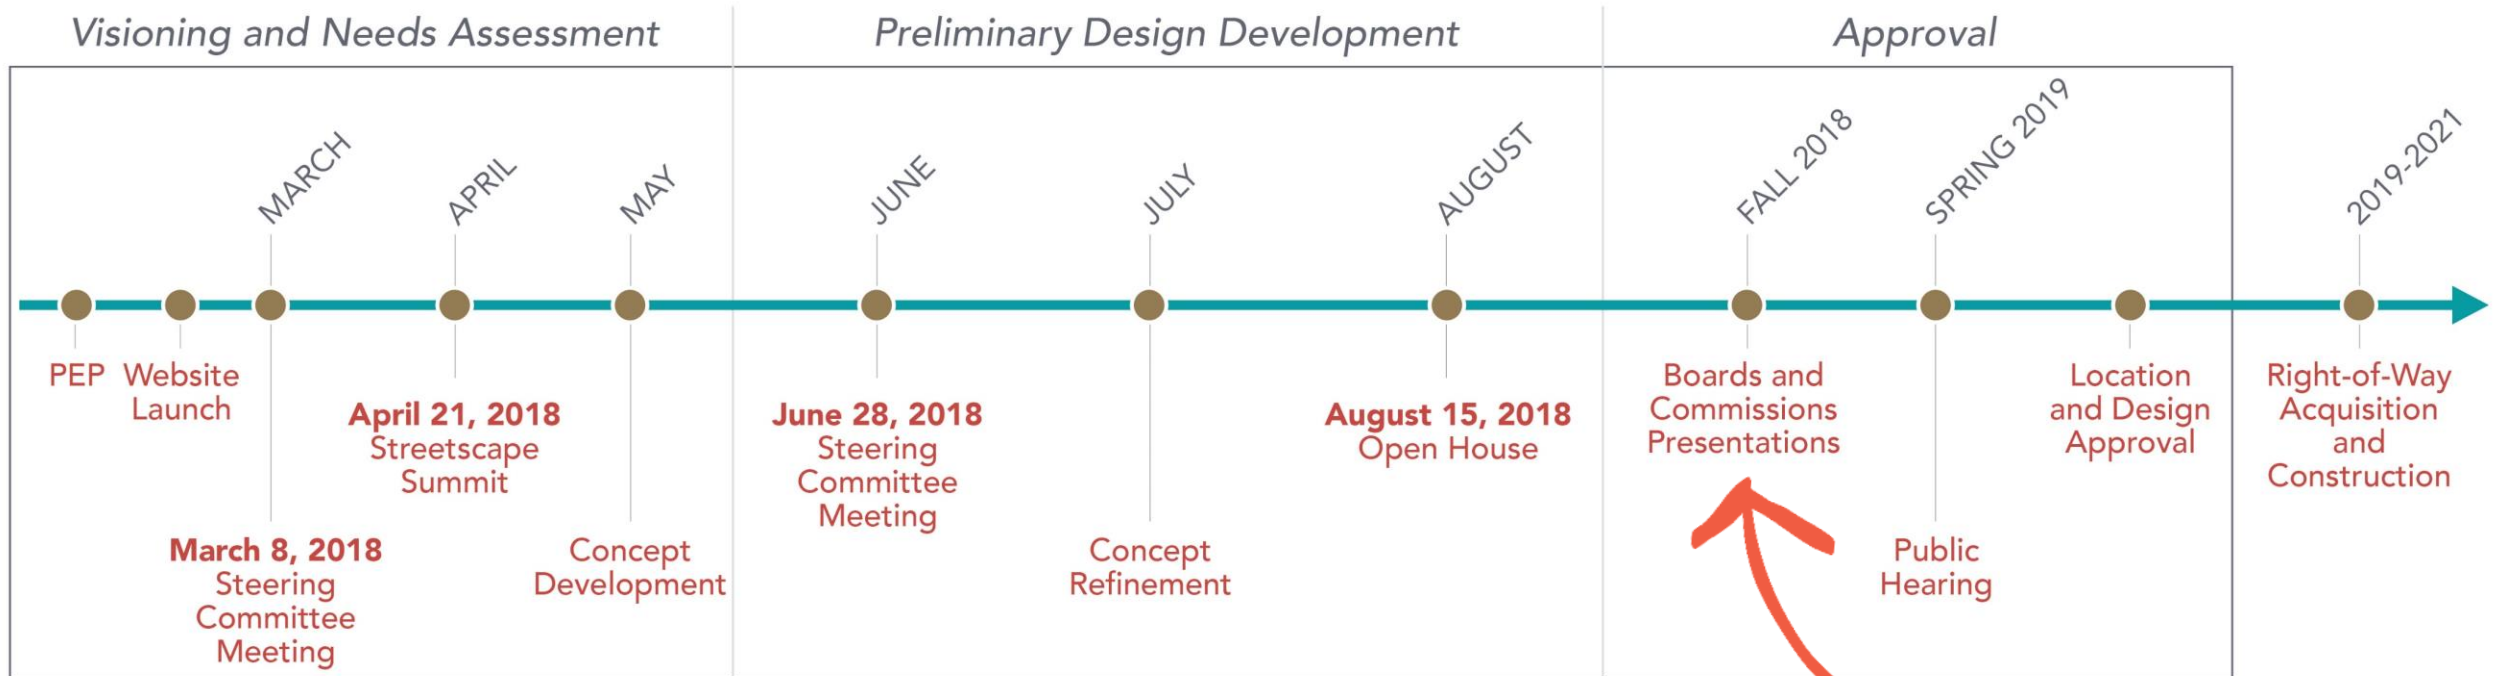 Visioning and Needs Assessment
Preliminary Design Development
Approval
MARCH
APRIL
MAY
JUNE
JULY
AUGUST
FALL 2018
SPRING 2019
2019-2021
PEP
Website
Launch
March 8, 2018
Steering
Committee
Meeting
April 21, 2018
Streetscape
Summit
Concept
Development
June 28, 2018
Steering
Committee
Meeting
Concept
Refinement
August 15, 2018
Open House
Boards and
Commissions
Presentations
Public
Hearing
Location
and Design
Approval
Right-of-Way
Acquisition
and
Construction